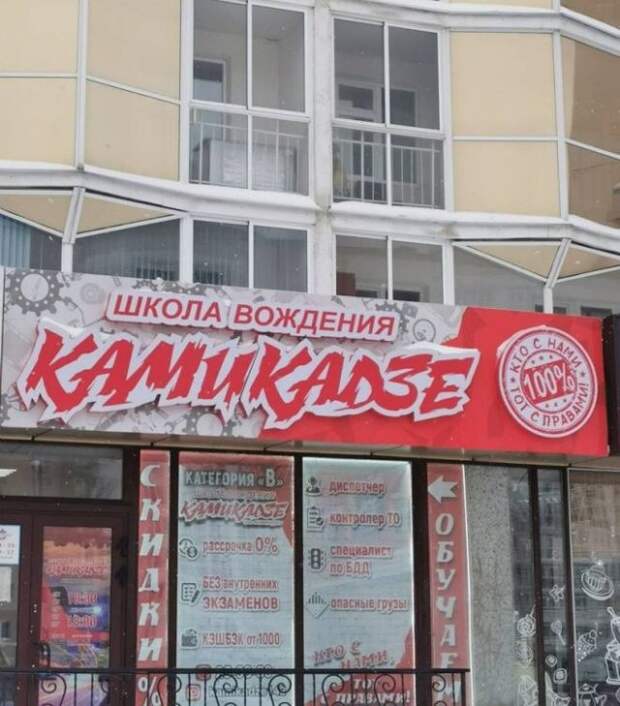 ШКОЛА ВОЖДЕНИЯ
КАМИКАДЗЕ
КТО С НАМИ
100%
ТОТ С ПРАВАМИ!
СКИДКИ %
КАТЕГОРИЯ «В»
КАМИКАДЗЕ
рассрочка 0%
БЕЗ внутренних
ЭКЗАМЕНОВ
КЭШБЭК от 1000
диспетчер
контролер ТО
специалист
по БДД
опасные грузы
КТО С
НАМИ,
ТОТ
С ПРАВАМИ!
ОБУЧАЕ